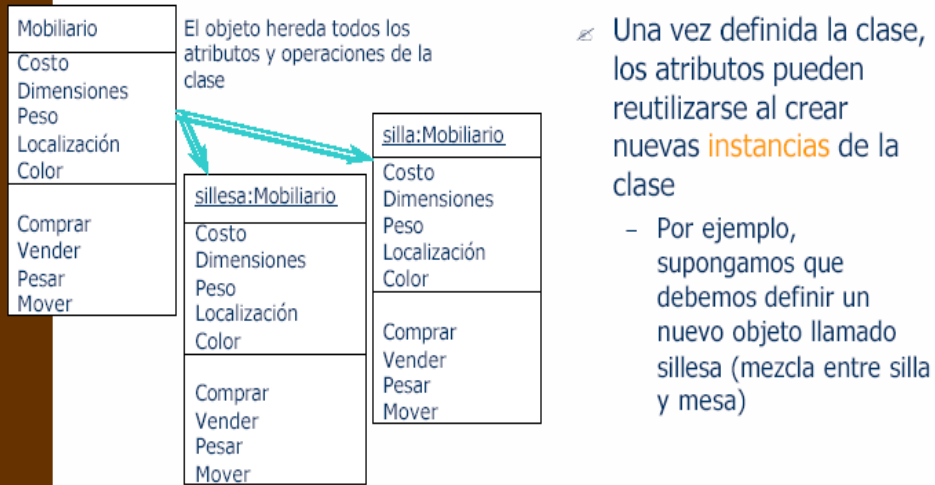 Mobiliario
Costo
Dimensiones
Peso
Localización
Color
Comprar
Vender
Pesar
Mover
El objeto hereda todos los
atributos y operaciones de la
clase
sillesa:Mobiliario
Costo
Dimensiones
Peso
Localización
Color
Comprar
Vender
Pesar
Mover
silla:Mobiliario
Costo
Dimensiones
Peso
Localización
Color
Comprar
Vender
Pesar
Mover
Una vez definida la clase,
los atributos pueden
reutilizarse al crear
nuevas instancias de la
clase
– Por ejemplo,
supongamos que
debemos definir un
nuevo objeto llamado
sillesa (mezcla entre silla
y mesa)